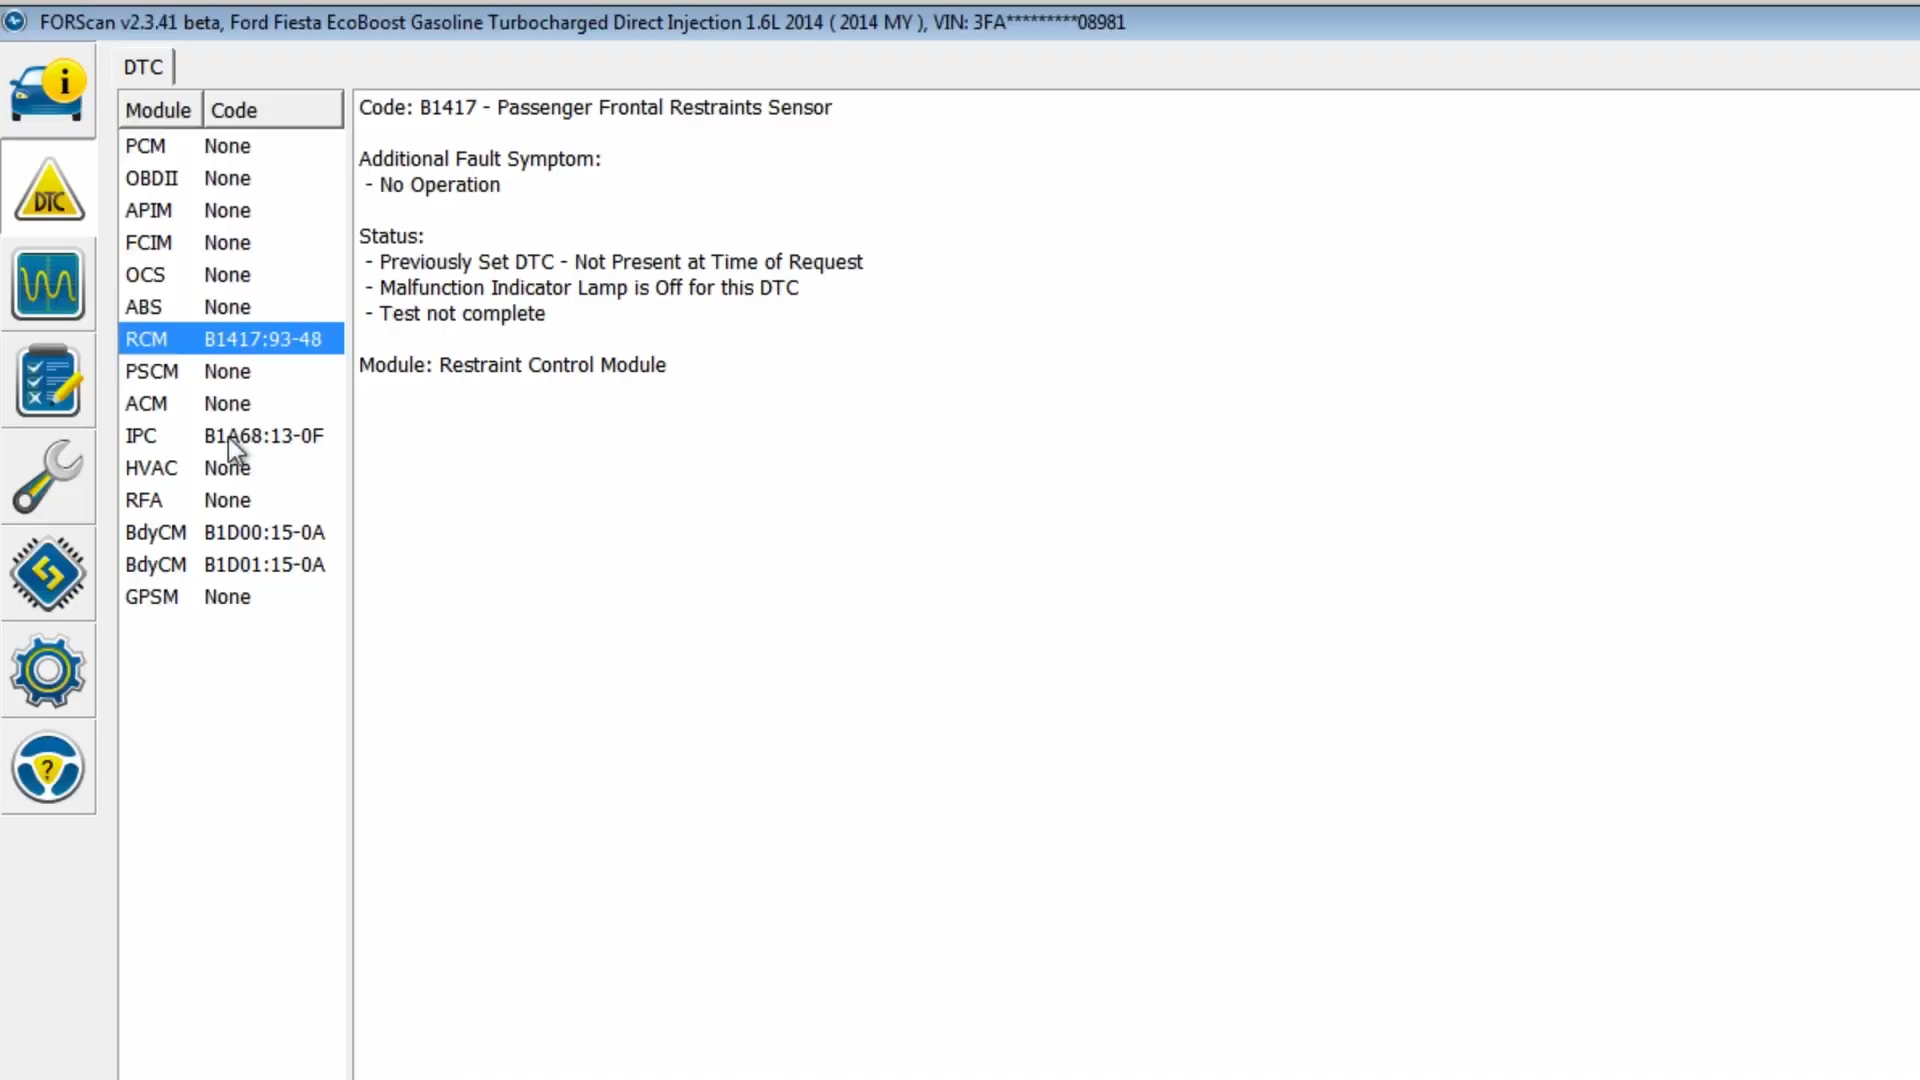 FORScan v2.3.41 beta, Ford Fiesta EcoBoost Gasoline Turbocharged Direct Injection 1.6L 2014 ( 2014 MY ), VIN: 3FA*********08981
DTC
Module Code
PCM None
OBDII None
APIM None
FCIM None
OCS None
ABS None
RCM B1417:93-48
PSCM None
ACM None
IPC B1A68:13-0F
HVAC None
RFA None
BdyCM B1D00:15-0A
BdyCM B1D01:15-0A
GPSM None
Code: B1417 - Passenger Frontal Restraints Sensor
Additional Fault Symptom:
- No Operation
Status:
- Previously Set DTC - Not Present at Time of Request
- Malfunction Indicator Lamp is Off for this DTC
- Test not complete
Module: Restraint Control Module
i
DTC
?